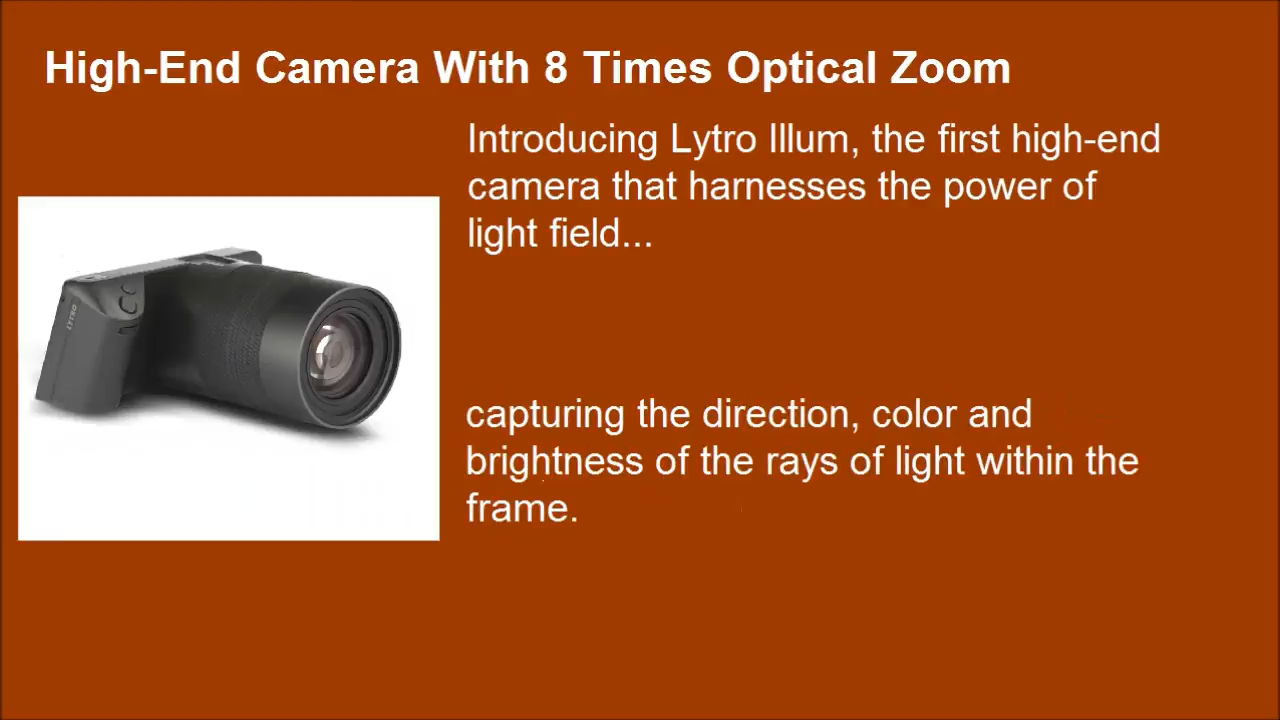 High-End Camera With 8 Times Optical Zoom
Introducing Lytro Illum, the first high-end
camera that harnesses the power of
light field...
LYTRO
capturing the direction, color and
brightness of the rays of light within the
frame.